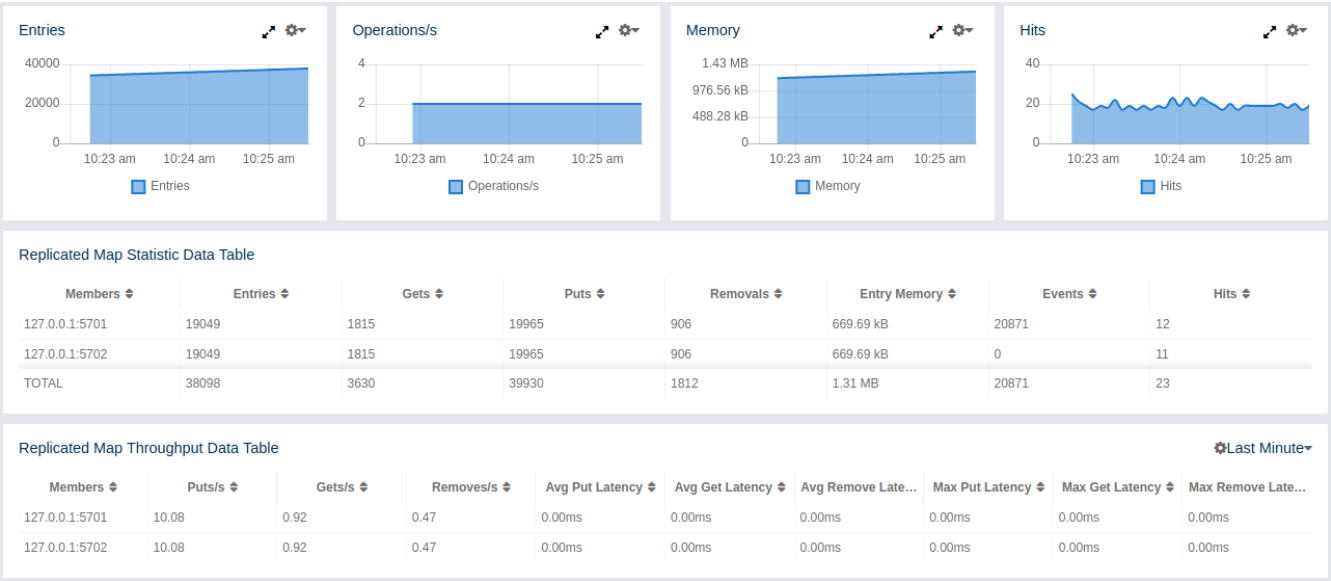 Entries
40000
20000
0
10:23 am 10:24 am 10:25 am
Entries
Operations/s
4
2
0
10:23 am 10:24 am 10:25 am
Operations/s
Memory
1.43 MB
976.56 kB
488.28 kB
0
10:23 am 10:24 am 10:25 am
Memory
Hits
40
20
0
10:23 am 10:24 am 10:25 am
Hits
Replicated Map Statistic Data Table
Members Entries Gets Puts Removals Entry Memory Events Hits
127.0.0.1:5701 19049 1815 19965 906 669.69 kB 20871 12
127.0.0.1:5702 19049 1815 19965 906 669.69 kB 0 11
TOTAL 38098 3630 39930 1812 1.31 MB 20871 23
Replicated Map Throughput Data Table Last Minute
Members Puts/s Gets/s Removes/s Avg Put Latency Avg Get Latency Avg Remove Late... Max Put Latency Max Get Latency Max Remove Late...
127.0.0.1:5701 10.08 0.92 0.47 0.00ms 0.00ms 0.00ms 0.00ms 0.00ms 0.00ms
127.0.0.1:5702 10.08 0.92 0.47 0.00ms 0.00ms 0.00ms 0.00ms 0.00ms 0.00ms